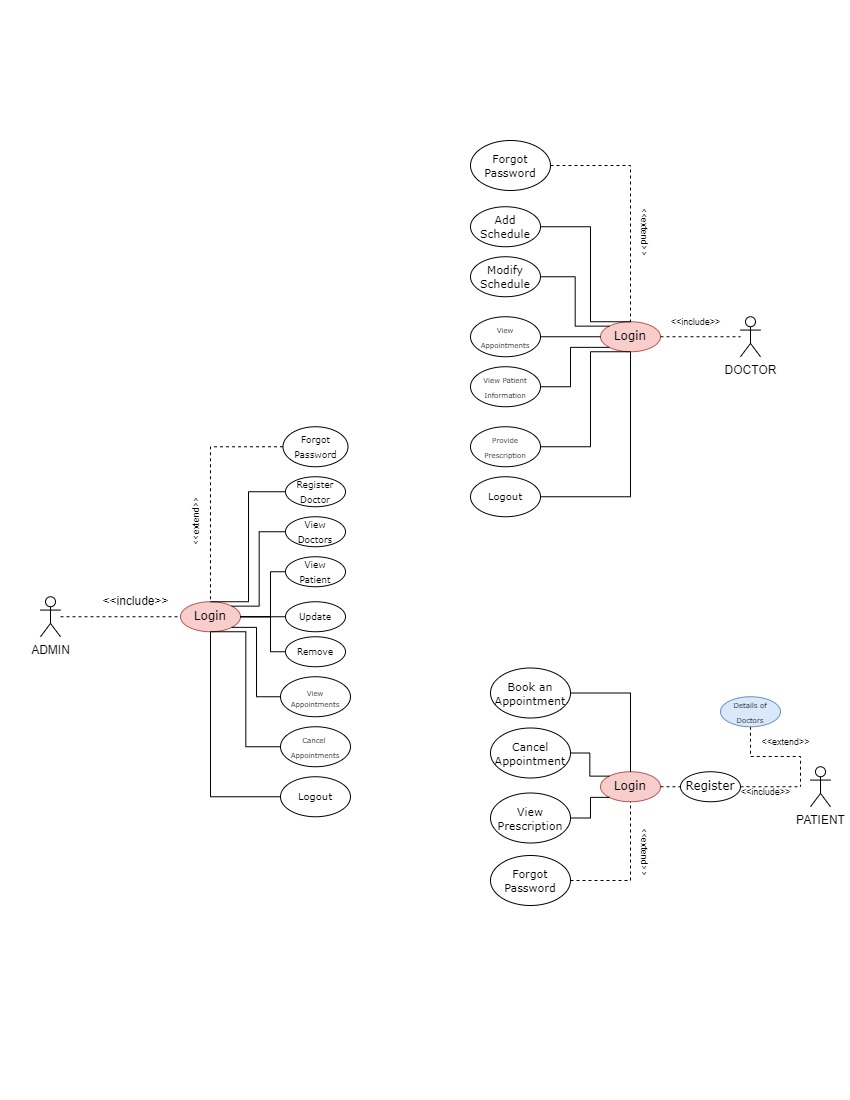 Forgot
Password
<<extend>>
Add
Schedule
Modify
Schedule
View
Appointments
Login
<<include>>
DOCTOR
View Patient
Information
Provide
Prescription
Logout
Forgot
Password
<<extend>>
Register
Doctor
View
Doctors
View
Patient
<<include>>
ADMIN
Login
Update
Remove
View
Appointments
Cancel
Appointments
Logout
Book an
Appointment
Cancel
Appointment
Login
Register
<<include>>
Details of
Doctors
<<extend>>
PATIENT
View
Prescription
<<extend>>
Forgot
Password